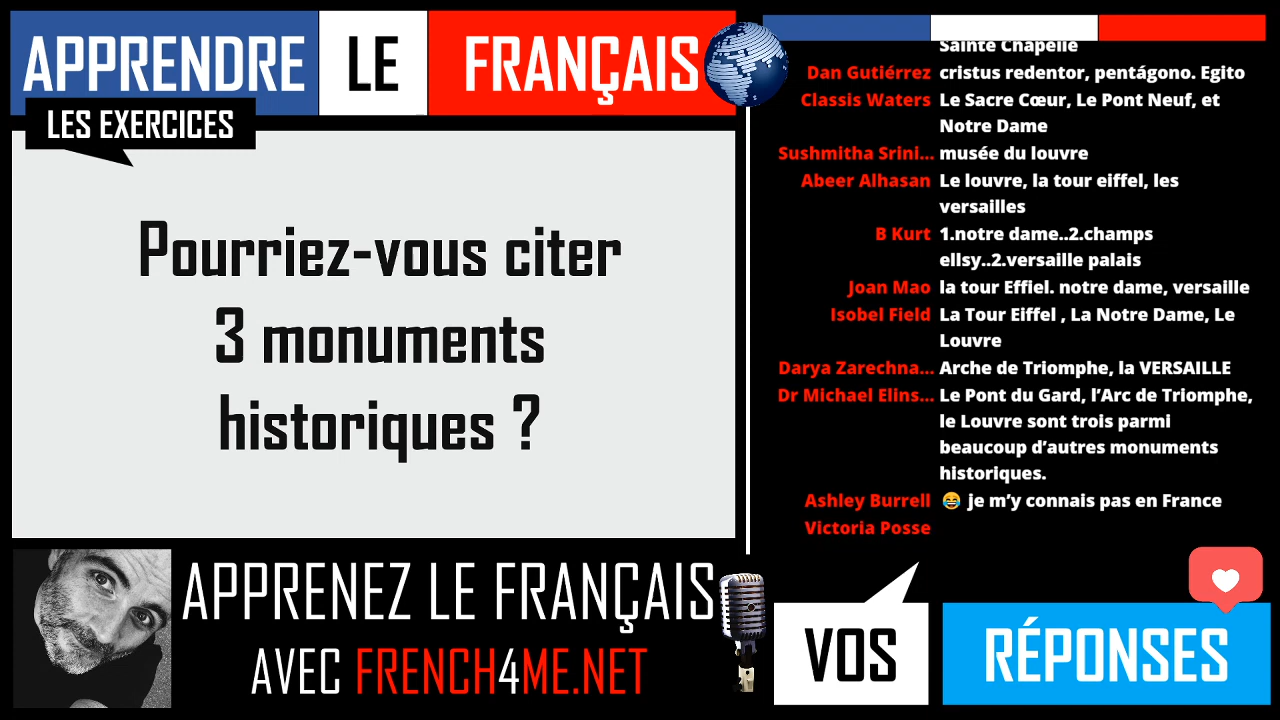 APPRENDRE LE FRANÇAIS
LES EXERCICES
Pourriez-vous citer
3 monuments
historiques ?
APPRENEZ LE FRANÇAIS
AVEC FRENCH4ME.NET
Sainte Chapelle
Dan Gutiérrez cristus redentor, pentágono. Egito
Classis Waters Le Sacre Cœur, Le Pont Neuf, et
Notre Dame
Sushmitha Srini... musée du louvre
Abeer Alhasan Le louvre, la tour eiffel, les
versailles
B Kurt 1.notre dame..2.champs
ellsy..2.versaille palais
Joan Mao la tour Effiel. notre dame, versaille
Isobel Field La Tour Eiffel , La Notre Dame, Le
Louvre
Darya Zarechna... Arche de Triomphe, la VERSAILLE
Dr Michael Elins... Le Pont du Gard, l’Arc de Triomphe,
le Louvre sont trois parmi
beaucoup d’autres monuments
historiques.
Ashley Burrell 😂 je m’y connais pas en France
Victoria Posse
VOS RÉPONSES